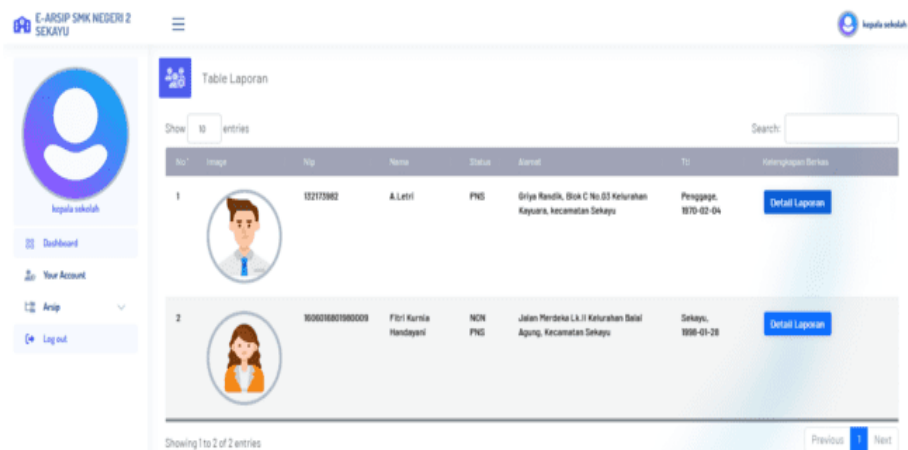 E-ARSIP SMK NEGERI 2
SEKAYU
kepala sekolah
kepala sekolah
Dashboard
Your Account
Arsip
Log out
Table Laporan
Show 10 entries
Search:
No Image Nip Nama Status Alamat Ttl Kelengkapan Berkas
1 132173982 A.Letri PNS Griya Randik, Blok C No.03 Kelurahan Penggage, Detail Laporan
Kayuara, kecamatan Sekayu 1970-02-04
2 1606016801980009 Fitri Kurnia NON Jalan Merdeka Lk.II Kelurahan Balai Sekayu, Detail Laporan
Handayani PNS Agung, Kecamatan Sekayu 1998-01-28
Showing 1 to 2 of 2 entries
Previous 1 Next